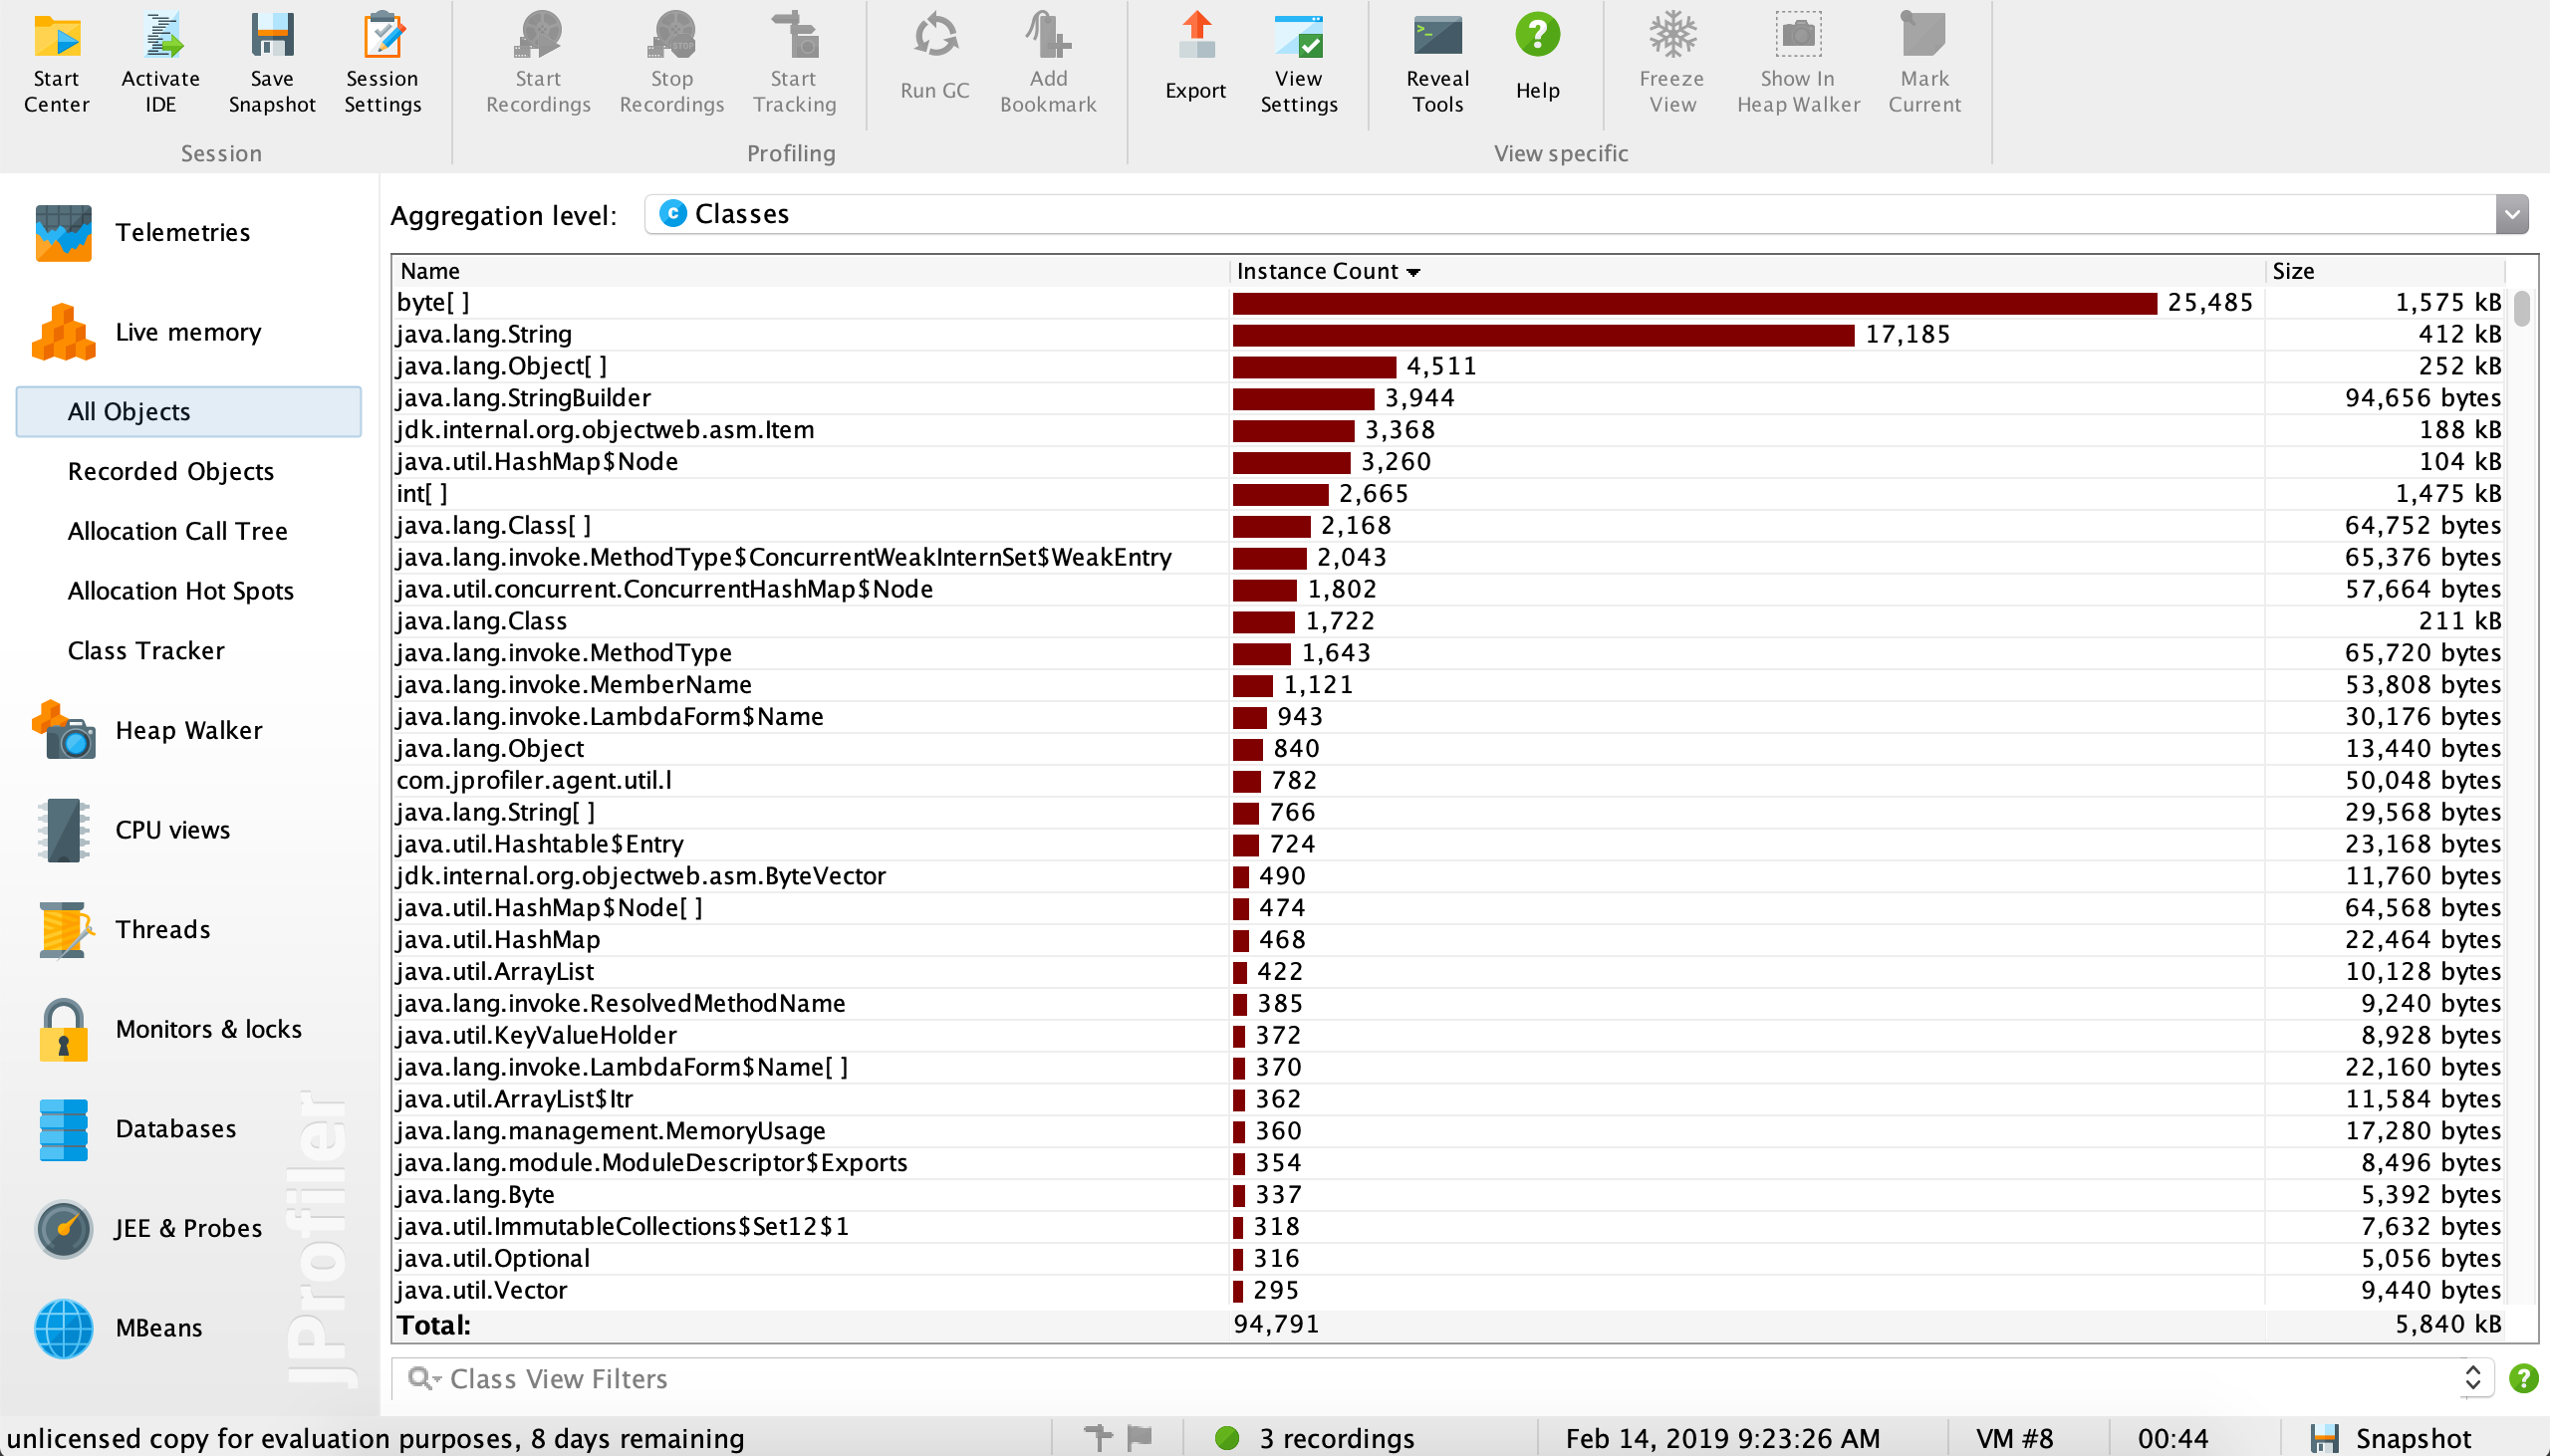 Start Center
Activate IDE
Save Snapshot
Session Settings
Start Recordings
Stop Recordings
Start Tracking
Run GC
Add Bookmark
Export
View Settings
Reveal Tools
Help
Freeze View
Show In Heap Walker
Mark Current
Session
Profiling
View specific
Telemetries
Live memory
All Objects
Recorded Objects
Allocation Call Tree
Allocation Hot Spots
Class Tracker
Heap Walker
CPU views
Threads
Monitors & locks
Databases
JEE & Probes
MBeans
JProfiler
Aggregation level: C Classes
Name Instance Count Size
byte[ ] 25,485 1,575 kB
java.lang.String 17,185 412 kB
java.lang.Object[ ] 4,511 252 kB
java.lang.StringBuilder 3,944 94,656 bytes
jdk.internal.org.objectweb.asm.Item 3,368 188 kB
java.util.HashMap$Node 3,260 104 kB
int[ ] 2,665 1,475 kB
java.lang.Class[ ] 2,168 64,752 bytes
java.lang.invoke.MethodType$ConcurrentWeakInternSet$WeakEntry 2,043 65,376 bytes
java.util.concurrent.ConcurrentHashMap$Node 1,802 57,664 bytes
java.lang.Class 1,722 211 kB
java.lang.invoke.MethodType 1,643 65,720 bytes
java.lang.invoke.MemberName 1,121 53,808 bytes
java.lang.invoke.LambdaForm$Name 943 30,176 bytes
java.lang.Object 840 13,440 bytes
com.jprofiler.agent.util.l 782 50,048 bytes
java.lang.String[ ] 766 29,568 bytes
java.util.Hashtable$Entry 724 23,168 bytes
jdk.internal.org.objectweb.asm.ByteVector 490 11,760 bytes
java.util.HashMap$Node[ ] 474 64,568 bytes
java.util.HashMap 468 22,464 bytes
java.util.ArrayList 422 10,128 bytes
java.lang.invoke.ResolvedMethodName 385 9,240 bytes
java.util.KeyValueHolder 372 8,928 bytes
java.lang.invoke.LambdaForm$Name[ ] 370 22,160 bytes
java.util.ArrayList$Itr 362 11,584 bytes
java.lang.management.MemoryUsage 360 17,280 bytes
java.lang.module.ModuleDescriptor$Exports 354 8,496 bytes
java.lang.Byte 337 5,392 bytes
java.util.ImmutableCollections$Set12$1 318 7,632 bytes
java.util.Optional 316 5,056 bytes
java.util.Vector 295 9,440 bytes
Total: 94,791 5,840 kB
Class View Filters
unlicensed copy for evaluation purposes, 8 days remaining 3 recordings Feb 14, 2019 9:23:26 AM VM #8 00:44 Snapshot